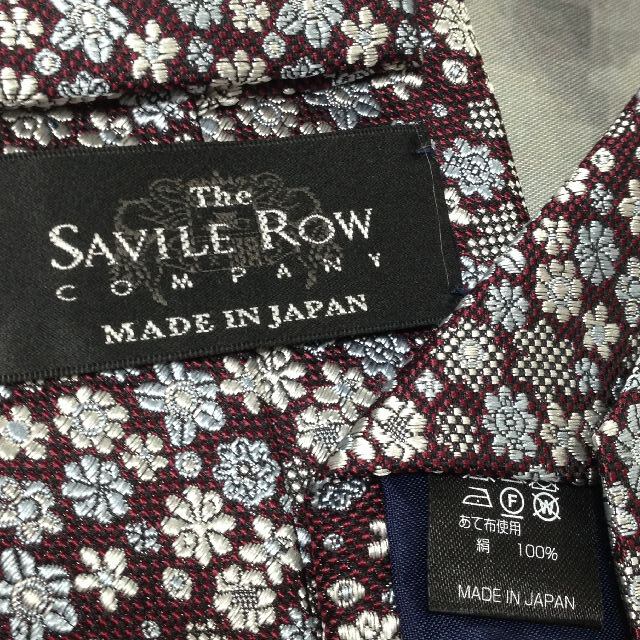 The
SAVILE ROW
COMPANY
MADE IN JAPAN
F W
あて布使用
絹 100%
MADE IN JAPAN